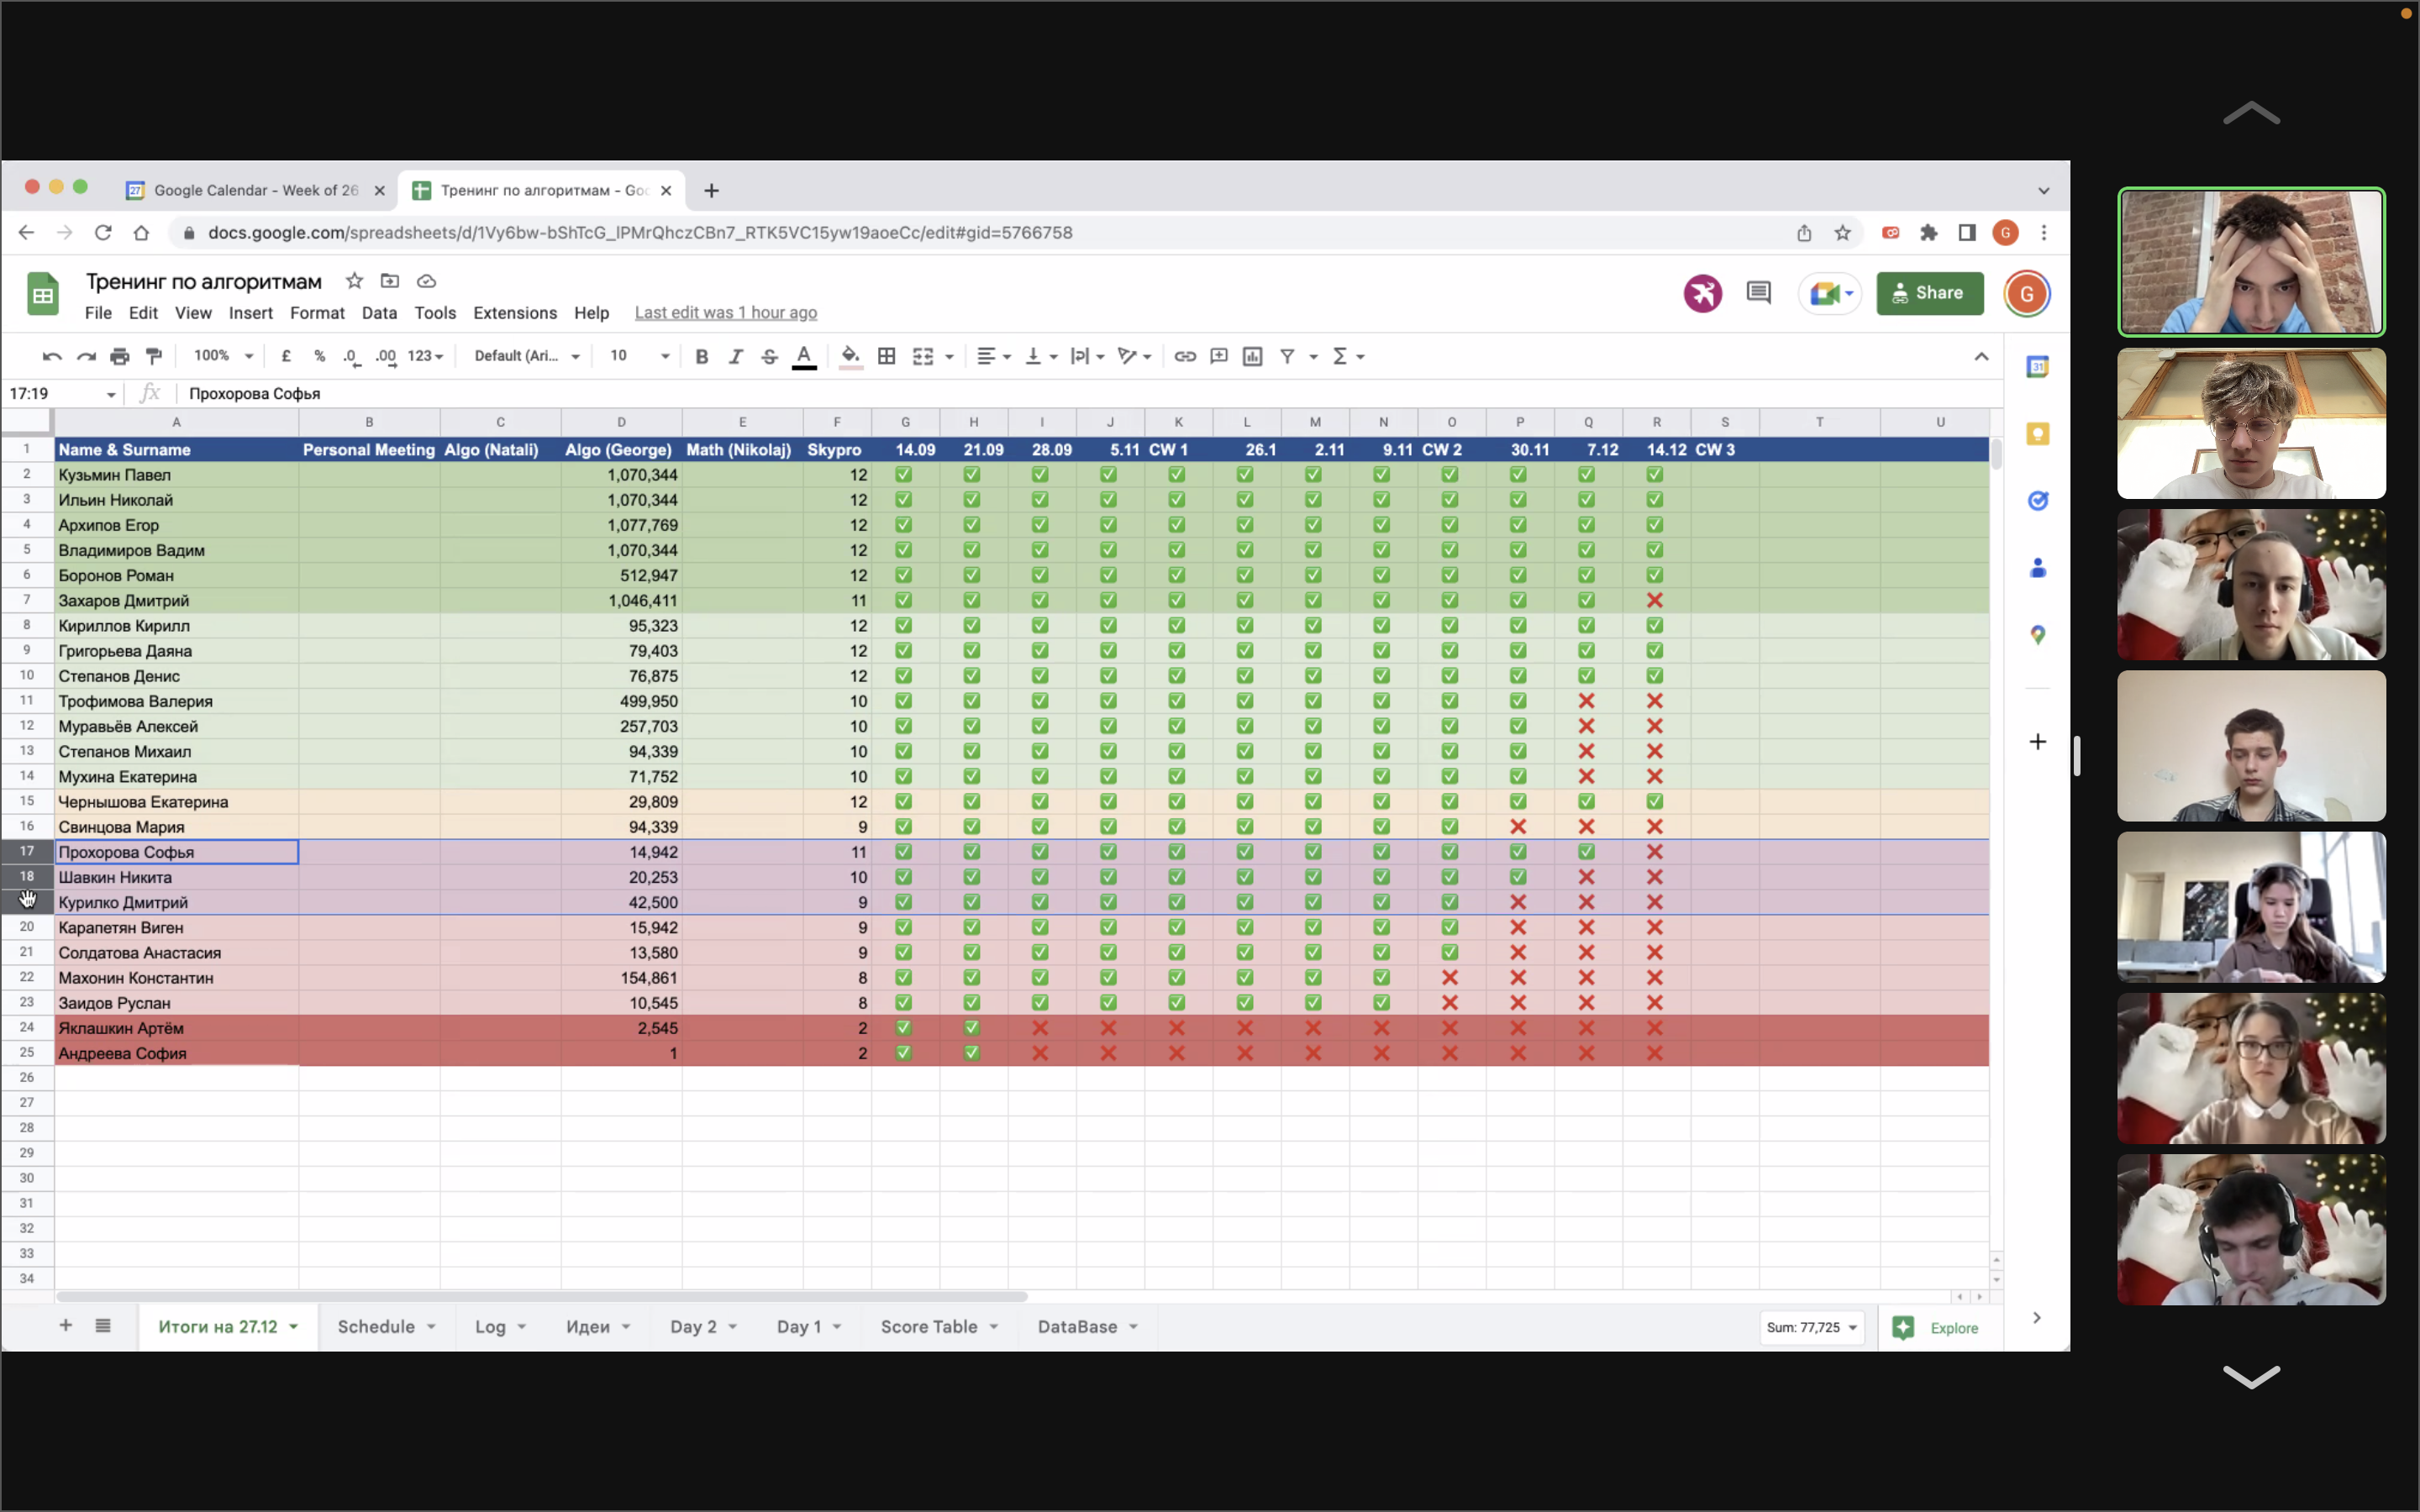 Google Calendar - Week of 26
Тренинг по алгоритмам - Goo
docs.google.com/spreadsheets/d/1Vy6bw-bShTcG_lPMrQhczCBn7_RTK5VC15yw19aoeCc/edit#gid=5766758
G
Тренинг по алгоритмам
File Edit View Insert Format Data Tools Extensions Help Last edit was 1 hour ago
Share
G
100% £ % .0 .00 123 Default (Ari... 10 B I S A
31
17:19 fx Прохорова Софья
A B C D E F G H I J K L M N O P Q R S T U
1 Name & Surname Personal Meeting Algo (Natali) Algo (George) Math (Nikolaj) Skypro 14.09 21.09 28.09 5.11 CW 1 26.1 2.11 9.11 CW 2 30.11 7.12 14.12 CW 3
2 Кузьмин Павел 1,070,344 12
3 Ильин Николай 1,070,344 12
4 Архипов Егор 1,077,769 12
5 Владимиров Вадим 1,070,344 12
6 Боронов Роман 512,947 12
7 Захаров Дмитрий 1,046,411 11
8 Кириллов Кирилл 95,323 12
9 Григорьева Даяна 79,403 12
10 Степанов Денис 76,875 12
11 Трофимова Валерия 499,950 10
12 Муравьёв Алексей 257,703 10
13 Степанов Михаил 94,339 10
14 Мухина Екатерина 71,752 10
15 Чернышова Екатерина 29,809 12
16 Свинцова Мария 94,339 9
17 Прохорова Софья 14,942 11
18 Шавкин Никита 20,253 10
Курилко Дмитрий 42,500 9
20 Карапетян Виген 15,942 9
21 Солдатова Анастасия 13,580 9
22 Махонин Константин 154,861 8
23 Заидов Руслан 10,545 8
24 Яклашкин Артём 2,545 2
25 Андреева София 1 2
26
27
28
29
30
31
32
33
34
Итоги на 27.12 Schedule Log Идеи Day 2 Day 1 Score Table DataBase Sum: 77,725 Explore